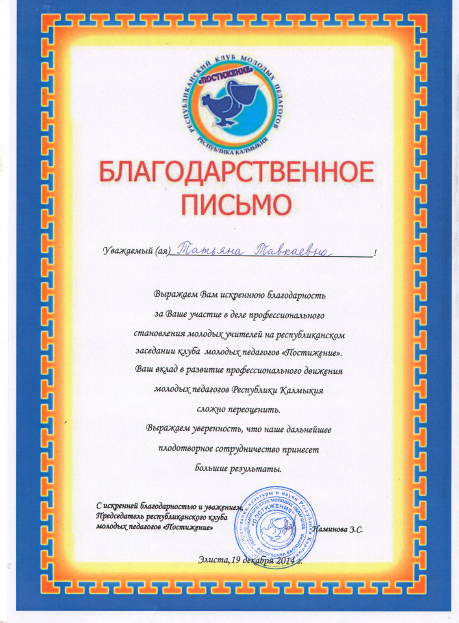 РЕСПУБЛИКАНСКИЙ КЛУБ МОЛОДЫХ ПЕДАГОГОВ
«ПОСТИЖЕНИЕ»
РЕСПУБЛИКА КАЛМЫКИЯ
БЛАГОДАРСТВЕННОЕ
ПИСЬМО
Уважаемый (ая) Татьяна Тавкаевна !
Выражаем Вам искреннюю благодарность
за Ваше участие в деле профессионального
становления молодых учителей на республиканском
заседании клуба молодых педагогов «Постижение».
Ваш вклад в развитие профессионального движения
молодых педагогов Республики Калмыкия
сложно переоценить.
Выражаем уверенность, что наше дальнейшее
плодотворное сотрудничество принесет
большие результаты.
С искренней благодарностью и уважением,
Председатель республиканского клуба
молодых педагогов «Постижение» Наминова З.С.
Элиста, 19 декабря 2014 г.